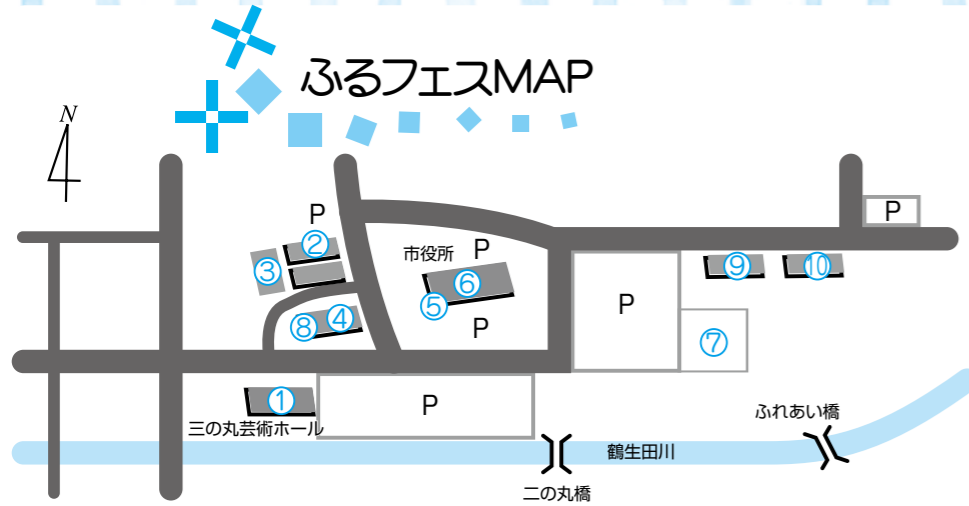 ふるフェスMAP
N
P
P
②
市役所
P
③
⑨
⑩
⑥
⑤
P
⑧
④
P
⑦
①
P
三の丸芸術ホール
ふれあい橋
鶴生田川
二の丸橋